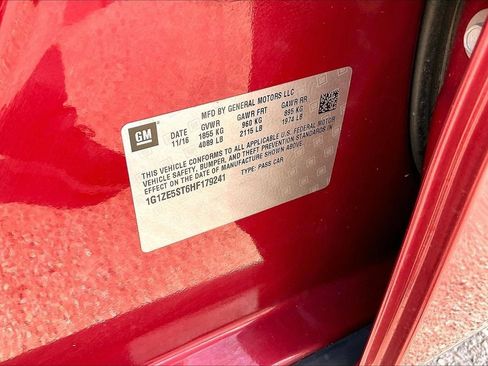 MFD BY GENERAL MOTORS LLC
GM
DATE GVWR GAWR FRT GAWR RR
11/16 1855 KG 960 KG 895 KG
4089 LB 2116 LB 1974 LB
THIS VEHICLE CONFORMS TO ALL APPLICABLE U.S. FEDERAL MOTOR
VEHICLE SAFETY, BUMPER, AND THEFT PREVENTION STANDARDS IN
EFFECT ON THE DATE OF MANUFACTURE SHOWN ABOVE.
1G1ZE5ST6HF179241 TYPE: PASS CAR